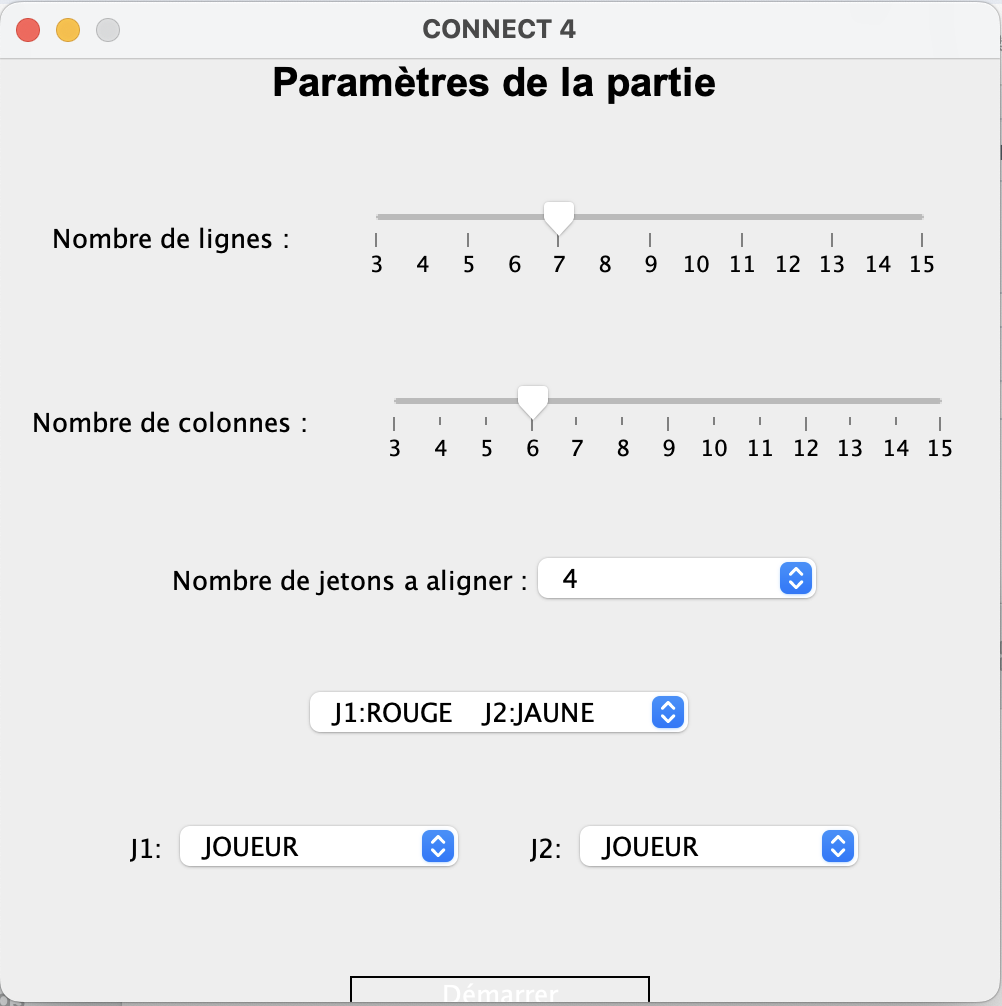 CONNECT 4
Paramètres de la partie
Nombre de lignes :
3 4 5 6 7 8 9 10 11 12 13 14 15
Nombre de colonnes :
3 4 5 6 7 8 9 10 11 12 13 14 15
Nombre de jetons a aligner : 4
J1:ROUGE J2:JAUNE
J1: JOUEUR J2: JOUEUR
Démarrer